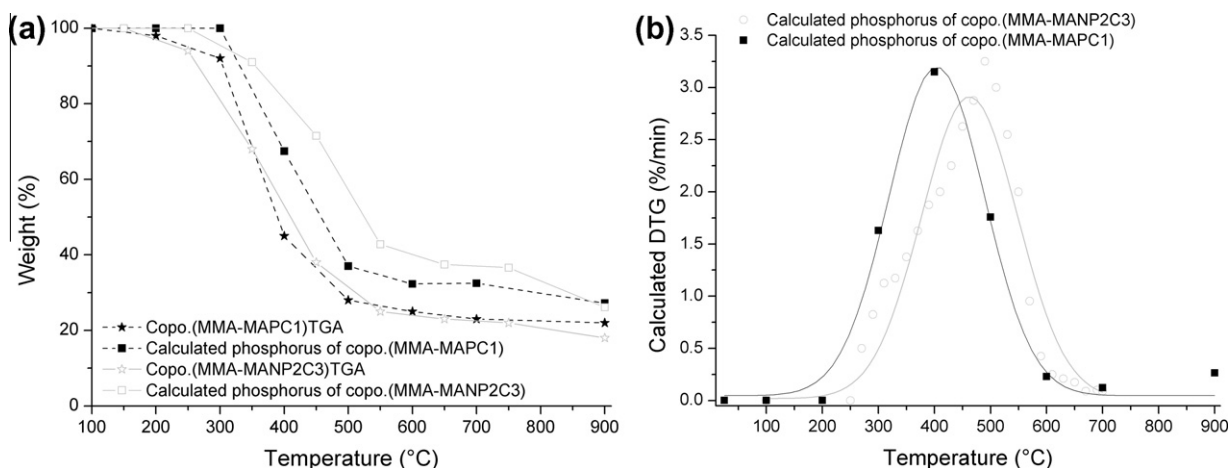 (a)
100
80
60
40
20
0
Weight (%)
Copo.(MMA-MAPC1)TGA
Calculated phosphorus of copo.(MMA-MAPC1)
Copo.(MMA-MANP2C3)TGA
Calculated phosphorus of copo.(MMA-MANP2C3)
100 200 300 400 500 600 700 800 900
Temperature (°C)
(b)
Calculated phosphorus of copo.(MMA-MANP2C3)
Calculated phosphorus of copo.(MMA-MAPC1)
3.5
3.0
2.5
2.0
1.5
1.0
0.5
0.0
Calculated DTG (%/min)
100 200 300 400 500 600 700 800 900
Temperature (°C)